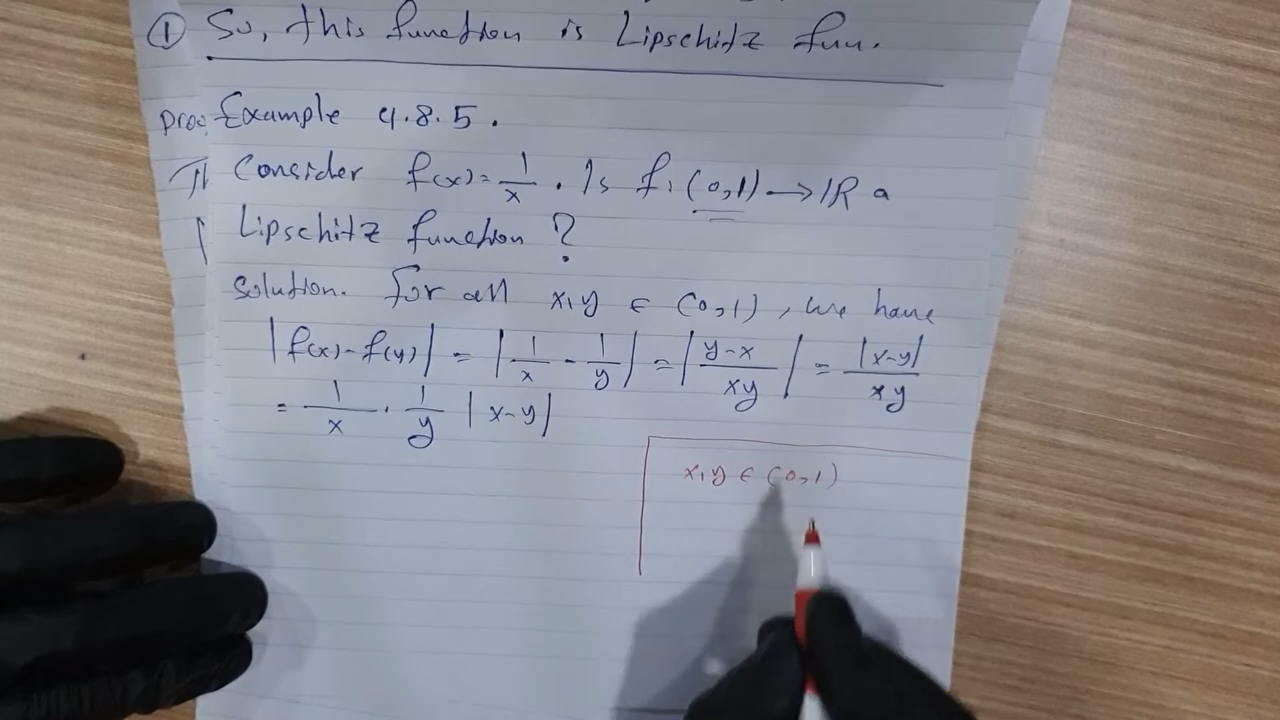 ① So, this function is Lipschitz fun.
proo Example 4.8.5.
Consider f(x)=1/x. Is f:(0,1)→ℝ a
Lipschitz function?
Solution. For all x,y ∈ (0,1), we have
|f(x)-f(y)| = |1/x - 1/y| = |y-x/xy| = |x-y|/xy
= 1/x · 1/y |x-y|
x,y ∈ (0,1)